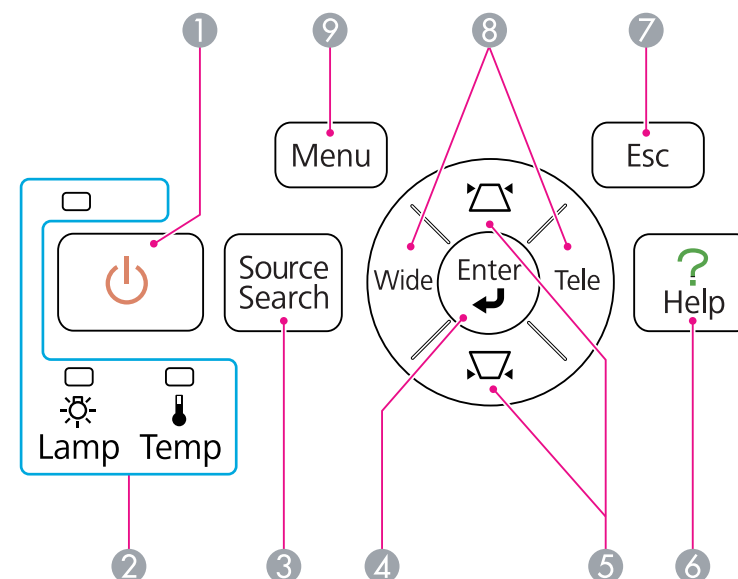 1 9 8 7
Menu
Esc
Source
Search
Wide
Enter
Tele
?
Help
Lamp
Temp
2 3 4 5 6